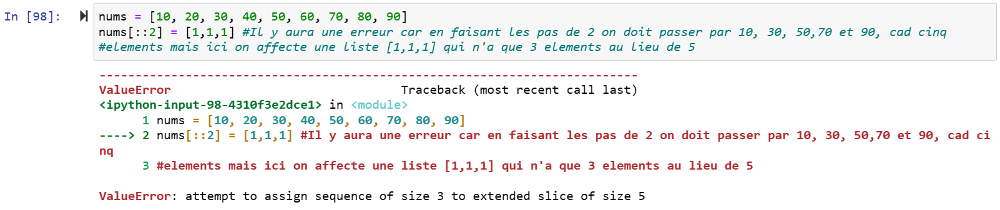 In [98]: nums = [10, 20, 30, 40, 50, 60, 70, 80, 90]
nums[::2] = [1,1,1] #Il y aura une erreur car en faisant les pas de 2 on doit passer par 10, 30, 50,70 et 90, cad cinq
#elements mais ici on affecte une liste [1,1,1] qui n'a que 3 elements au lieu de 5
---------------------------------------------------------------------------
ValueError Traceback (most recent call last)
<ipython-input-98-4310f3e2dce1> in <module>
1 nums = [10, 20, 30, 40, 50, 60, 70, 80, 90]
----> 2 nums[::2] = [1,1,1] #Il y aura une erreur car en faisant les pas de 2 on doit passer par 10, 30, 50,70 et 90, cad ci
nq
3 #elements mais ici on affecte une liste [1,1,1] qui n'a que 3 elements au lieu de 5
ValueError: attempt to assign sequence of size 3 to extended slice of size 5